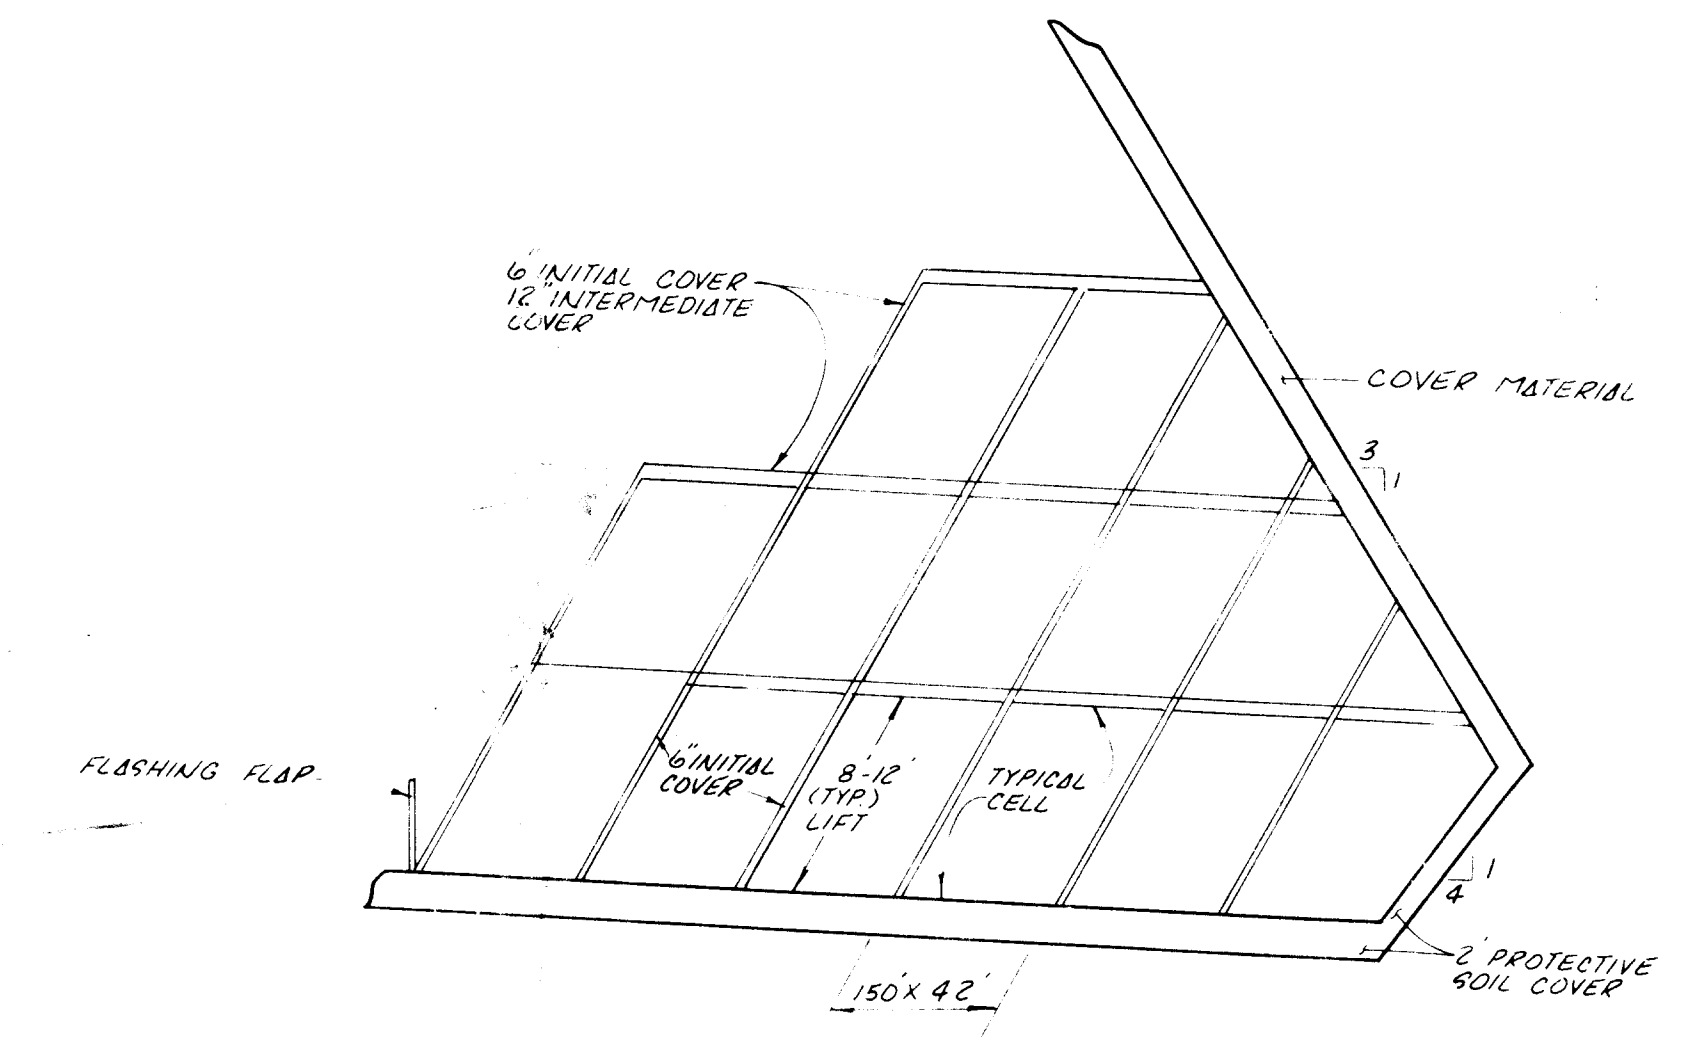 6" INITIAL COVER
12" INTERMEDIATE
COVER
COVER MATERIAL
3
1
FLASHING FLAP
6" INITIAL
COVER
8'-12'
(TYP.)
LIFT
TYPICAL
CELL
1
4
2' PROTECTIVE
SOIL COVER
150' X 42'